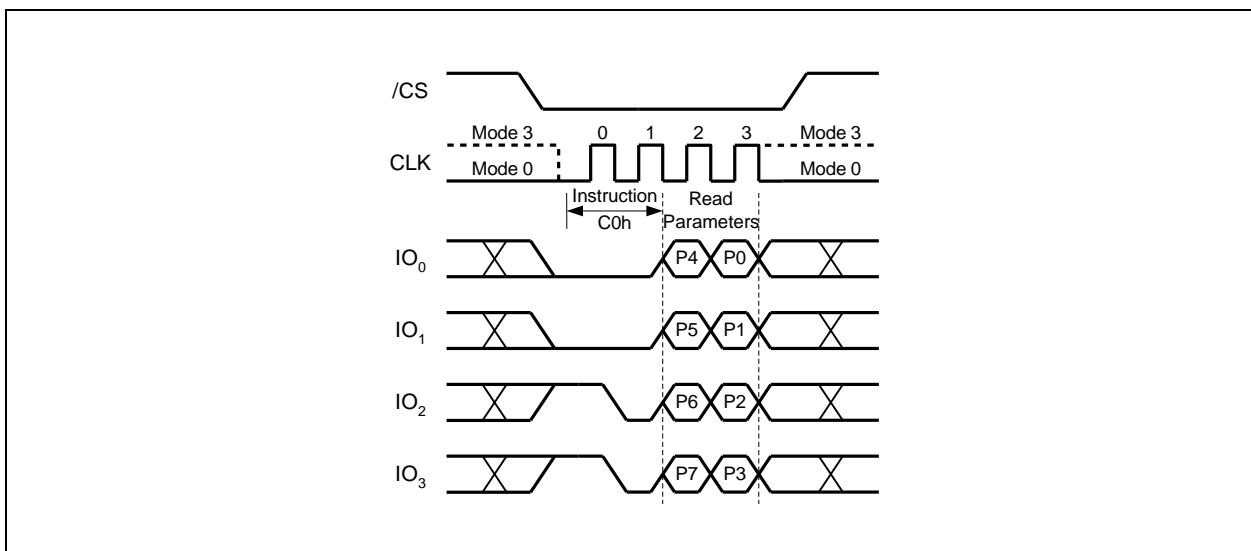 /CS
Mode 3 0 1 2 3 Mode 3
CLK
Mode 0 Mode 0
Instruction Read
C0h Parameters
IO0 P4 P0
IO1 P5 P1
IO2 P6 P2
IO3 P7 P3